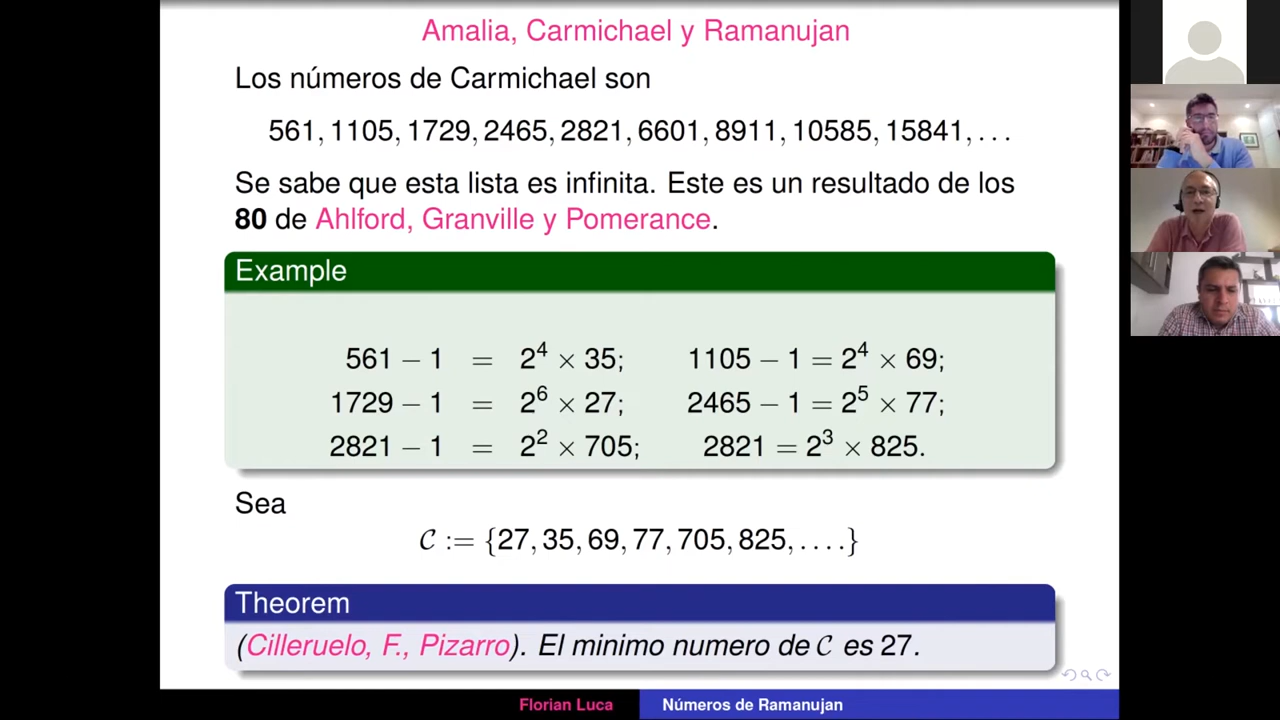 Amalia, Carmichael y Ramanujan
Los números de Carmichael son
561, 1105, 1729, 2465, 2821, 6601, 8911, 10585, 15841, . . .
Se sabe que esta lista es infinita. Este es un resultado de los
80 de Ahlford, Granville y Pomerance.
Example
561 − 1 = 2⁴ × 35; 1105 − 1 = 2⁴ × 69;
1729 − 1 = 2⁶ × 27; 2465 − 1 = 2⁵ × 77;
2821 − 1 = 2² × 705; 2821 = 2³ × 825.
Sea
𝒞 := {27, 35, 69, 77, 705, 825, . . . .}
Theorem
(Cilleruelo, F., Pizarro). El minimo numero de 𝒞 es 27.
Florian Luca Números de Ramanujan